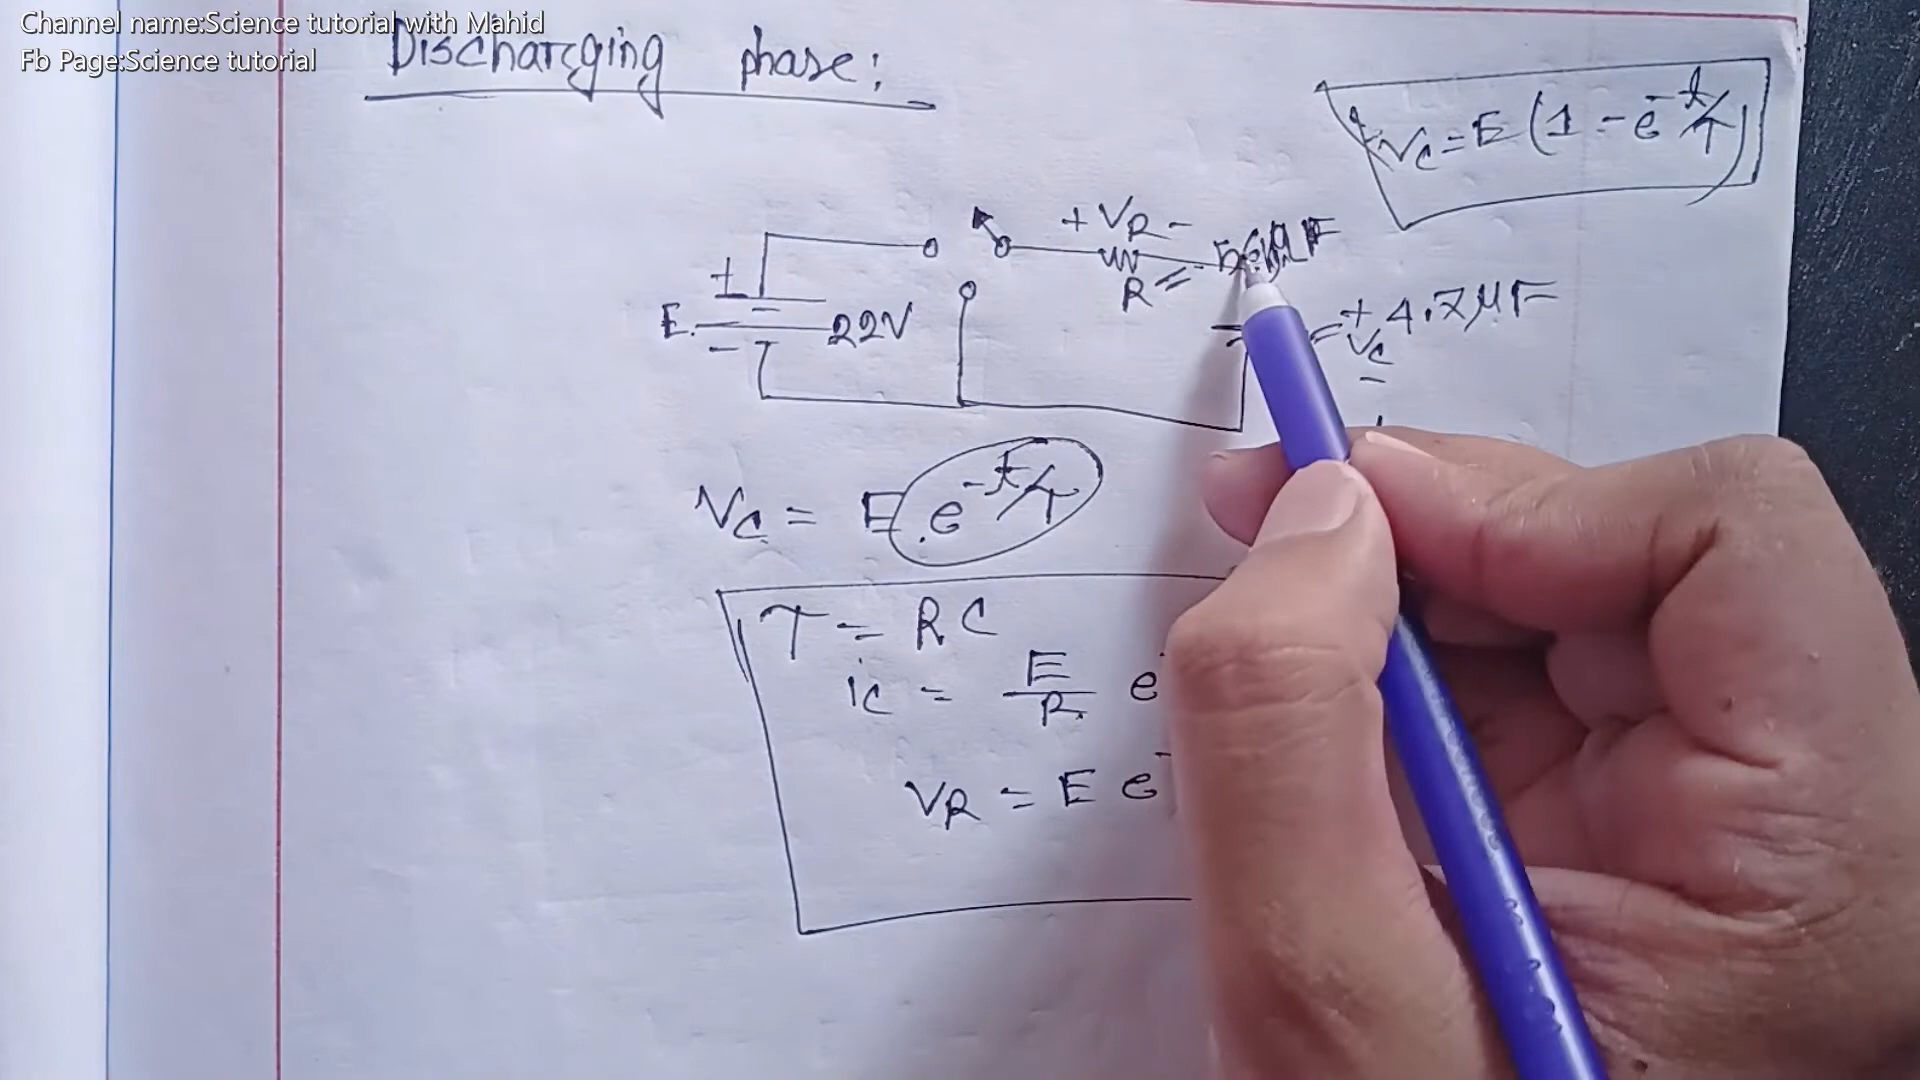 Channel name:Science tutorial with Mahid
Fb Page:Science tutorial
Discharging phase:
Vc = E(1 - e^-t/τ)
+ VR -
R =
+
E
22V
-
= + 4.7μF
Vc
-
Vc = E e^-t/τ
τ = RC
ic = E/R e
VR = E e^-